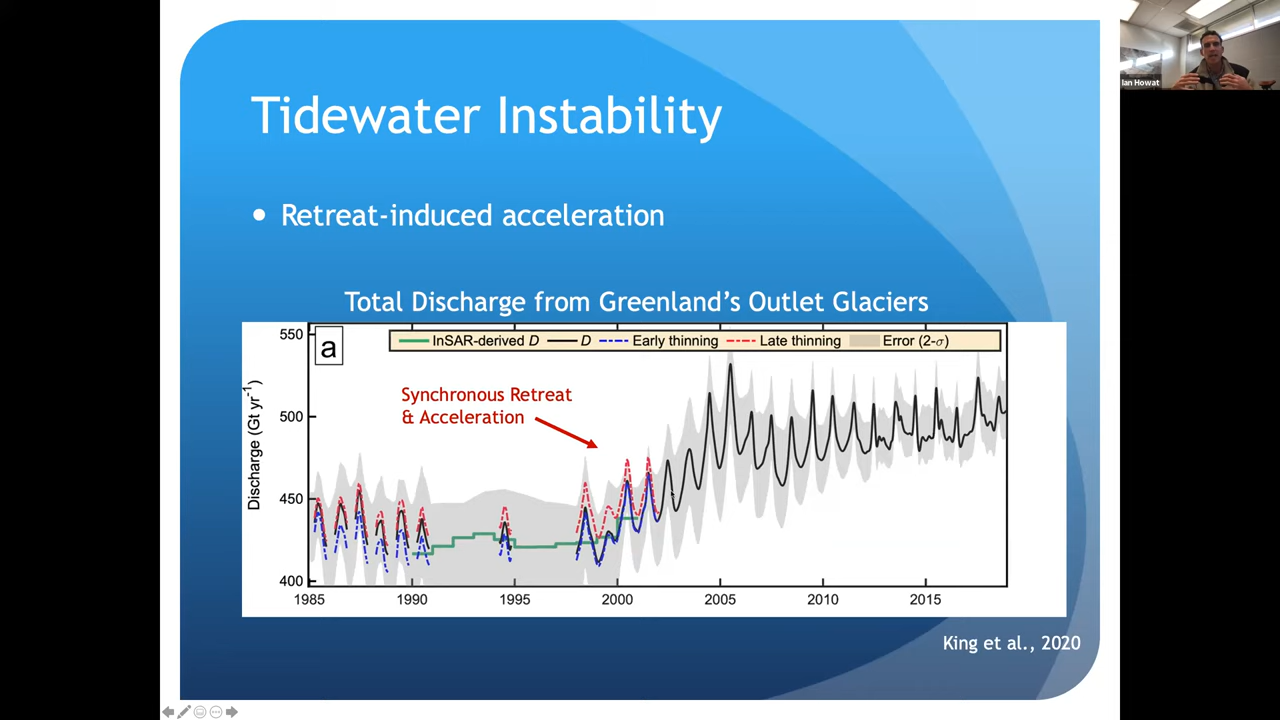 Tidewater Instability
Ian Howat
• Retreat-induced acceleration
Total Discharge from Greenland's Outlet Glaciers
550
500
450
400
Discharge (Gt yr-1)
a
InSAR-derived D
D
Early thinning
Late thinning
Error (2-σ)
Synchronous Retreat
& Acceleration
1985 1990 1995 2000 2005 2010 2015
King et al., 2020